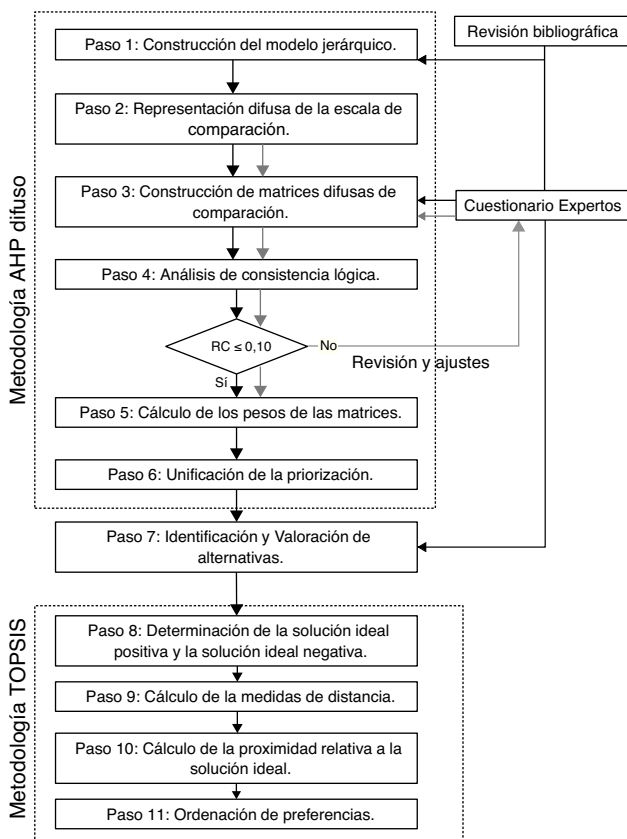 Revisión bibliográfica
Metodología AHP difuso
Paso 1: Construcción del modelo jerárquico.
Paso 2: Representación difusa de la escala de
comparación.
Paso 3: Construcción de matrices difusas de
comparación.
Cuestionario Expertos
Paso 4: Análisis de consistencia lógica.
RC ≤ 0,10
No
Revisión y ajustes
Sí
Paso 5: Cálculo de los pesos de las matrices.
Paso 6: Unificación de la priorización.
Paso 7: Identificación y Valoración de
alternativas.
Metodología TOPSIS
Paso 8: Determinación de la solución ideal
positiva y la solución ideal negativa.
Paso 9: Cálculo de la medidas de distancia.
Paso 10: Cálculo de la proximidad relativa a la
solución ideal.
Paso 11: Ordenación de preferencias.